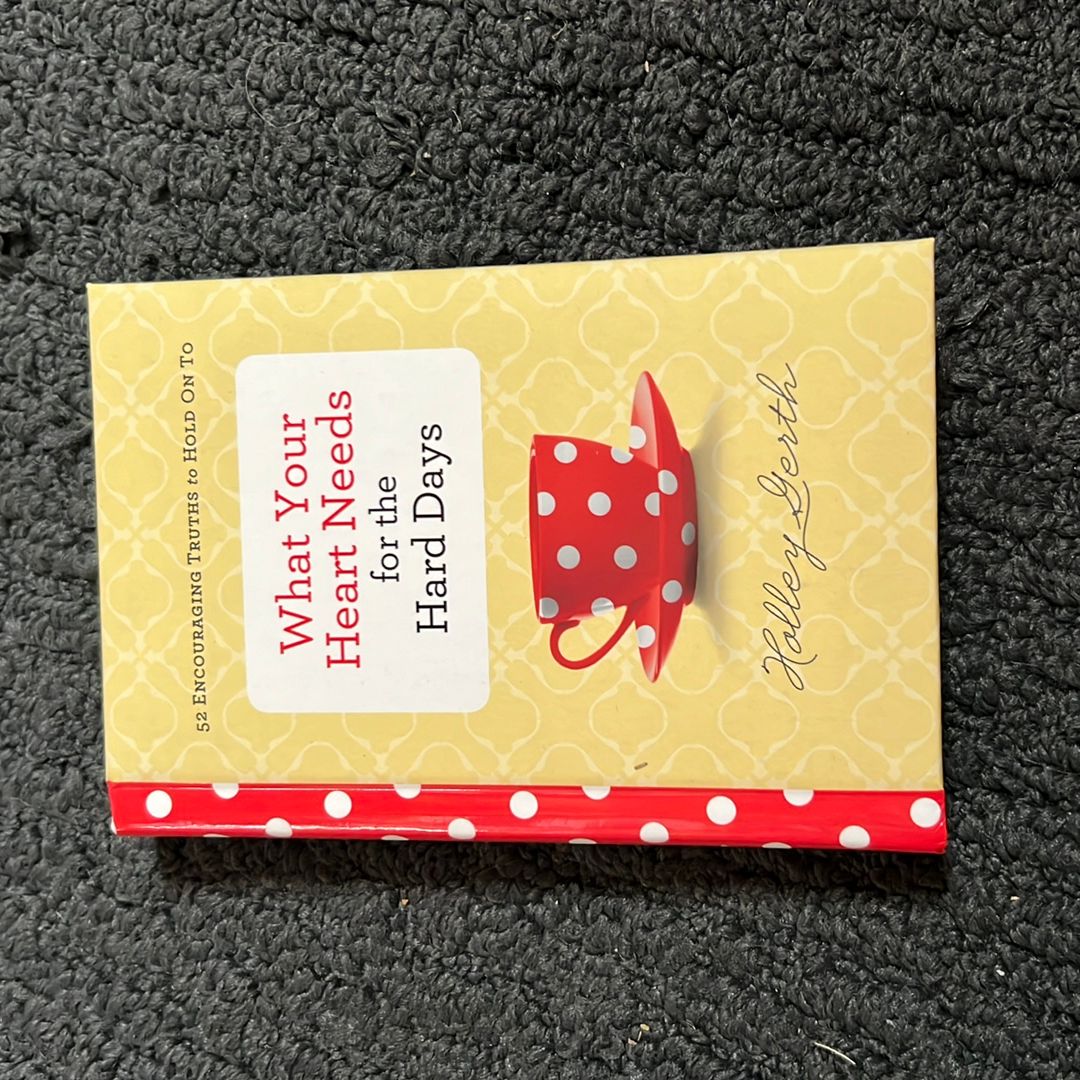 52 ENCOURAGING TRUTHS to HOLD ON TO
What Your
Heart Needs
for the
Hard Days
Holley Gerth